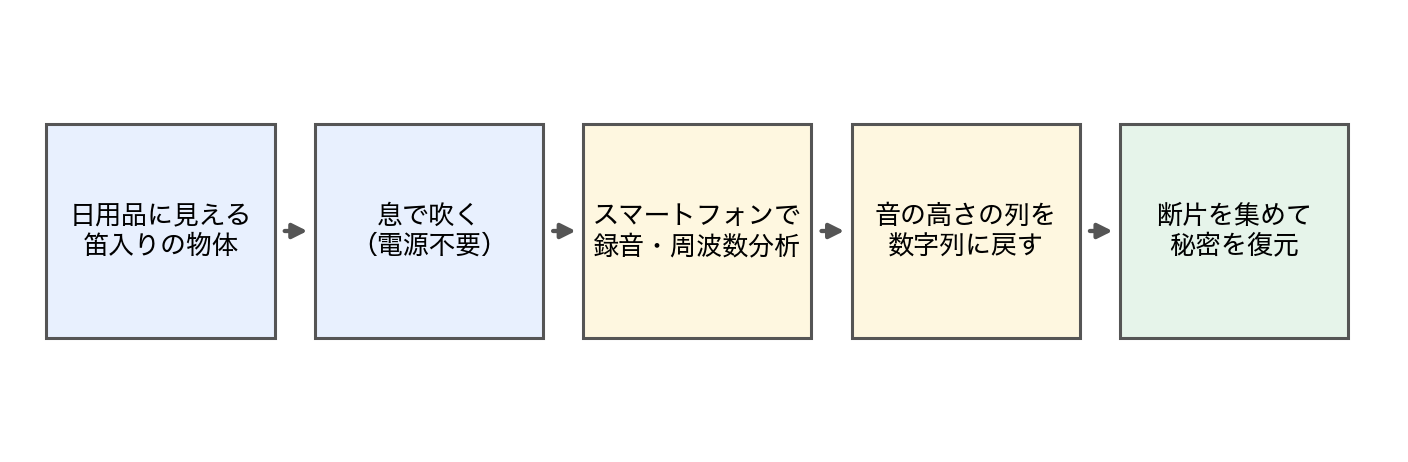 日用品に見える
笛入りの物体
息で吹く
（電源不要）
スマートフォンで
録音・周波数分析
音の高さの列を
数字列に戻す
断片を集めて
秘密を復元